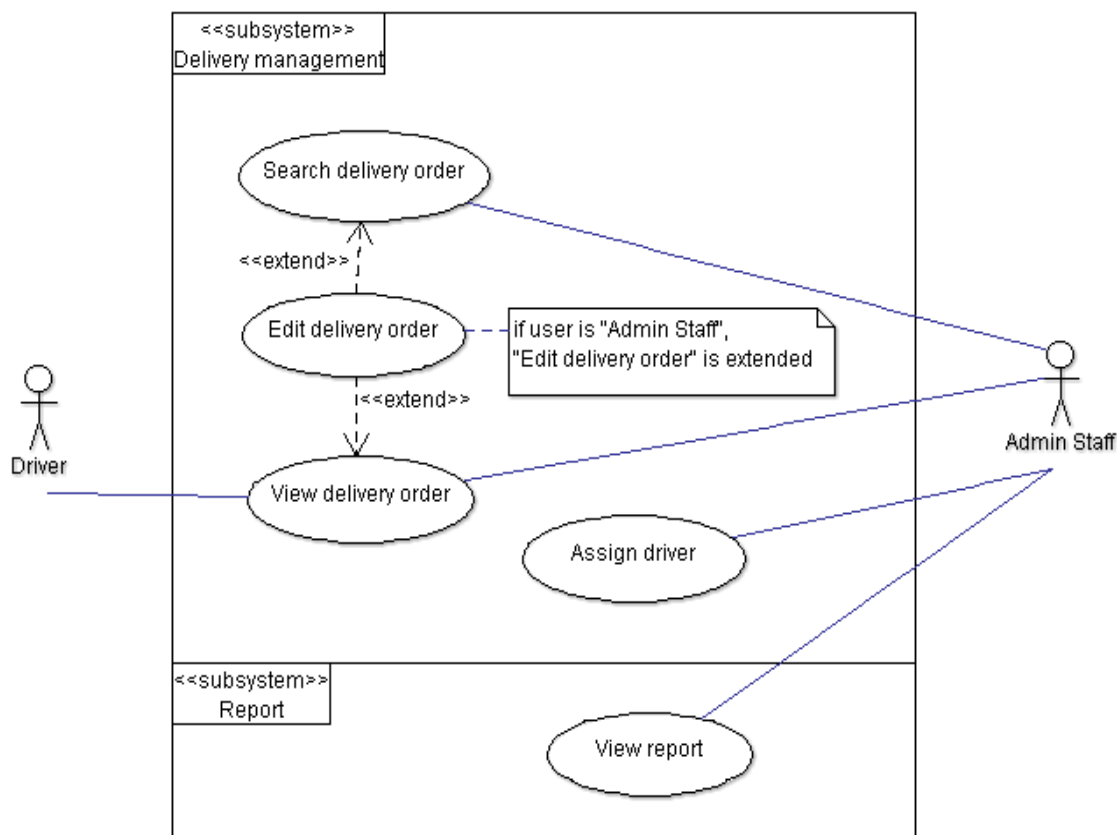 <<subsystem>>
Delivery management
Search delivery order
<<extend>>
Edit delivery order
if user is "Admin Staff",
"Edit delivery order" is extended
<<extend>>
Driver
Admin Staff
View delivery order
Assign driver
<<subsystem>>
Report
View report